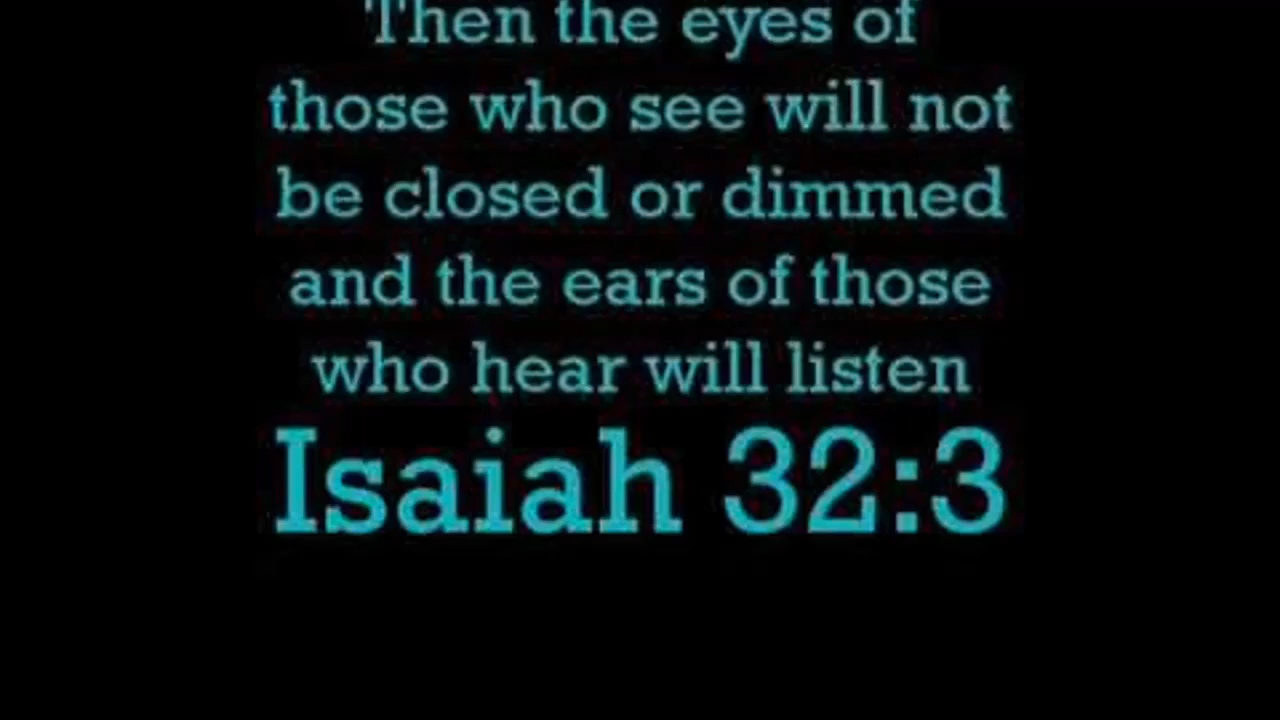 Then the eyes of
those who see will not
be closed or dimmed
and the ears of those
who hear will listen
Isaiah 32:3